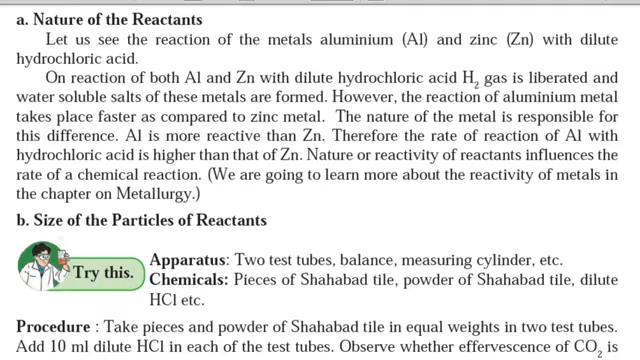 a. Nature of the Reactants
Let us see the reaction of the metals aluminium (Al) and zinc (Zn) with dilute
hydrochloric acid.
On reaction of both Al and Zn with dilute hydrochloric acid H₂ gas is liberated and
water soluble salts of these metals are formed. However, the reaction of aluminium metal
takes place faster as compared to zinc metal. The nature of the metal is responsible for
this difference. Al is more reactive than Zn. Therefore the rate of reaction of Al with
hydrochloric acid is higher than that of Zn. Nature or reactivity of reactants influences the
rate of a chemical reaction. (We are going to learn more about the reactivity of metals in
the chapter on Metallurgy.)
b. Size of the Particles of Reactants
Try this.
Apparatus: Two test tubes, balance, measuring cylinder, etc.
Chemicals: Pieces of Shahabad tile, powder of Shahabad tile, dilute
HCl etc.
Procedure : Take pieces and powder of Shahabad tile in equal weights in two test tubes.
Add 10 ml dilute HCl in each of the test tubes. Observe whether effervescence of CO₂ is